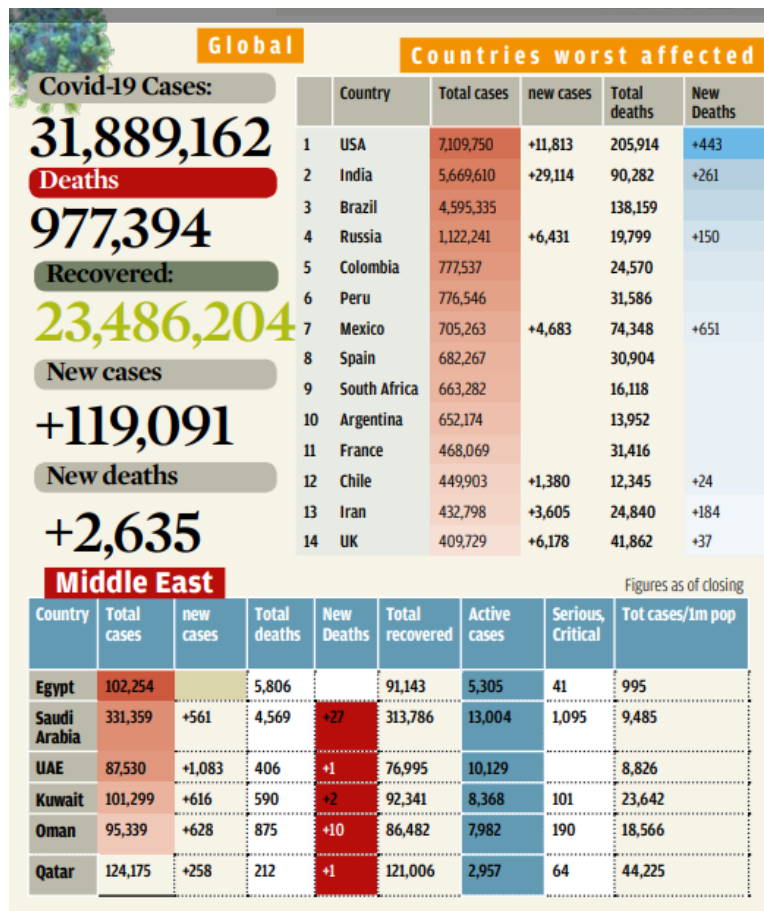 Global
Covid-19 Cases:
31,889,162
Deaths
977,394
Recovered:
23,486,204
New cases
+119,091
New deaths
+2,635
Countries worst affected
Country Total cases new cases Total deaths New Deaths
1 USA 7,109,750 +11,813 205,914 +443
2 India 5,669,610 +29,114 90,282 +261
3 Brazil 4,595,335 138,159
4 Russia 1,122,241 +6,431 19,799 +150
5 Colombia 777,537 24,570
6 Peru 776,546 31,586
7 Mexico 705,263 +4,683 74,348 +651
8 Spain 682,267 30,904
9 South Africa 663,282 16,118
10 Argentina 652,174 13,952
11 France 468,069 31,416
12 Chile 449,903 +1,380 12,345 +24
13 Iran 432,798 +3,605 24,840 +184
14 UK 409,729 +6,178 41,862 +37
Middle East
Figures as of closing
Country Total cases new cases Total deaths New Deaths Total recovered Active cases Serious, Critical Tot cases/1m pop
Egypt 102,254 5,806 91,143 5,305 41 995
Saudi Arabia 331,359 +561 4,569 +27 313,786 13,004 1,095 9,485
UAE 87,530 +1,083 406 +1 76,995 10,129 8,826
Kuwait 101,299 +616 590 +2 92,341 8,368 101 23,642
Oman 95,339 +628 875 +10 86,482 7,982 190 18,566
Qatar 124,175 +258 212 +1 121,006 2,957 64 44,225